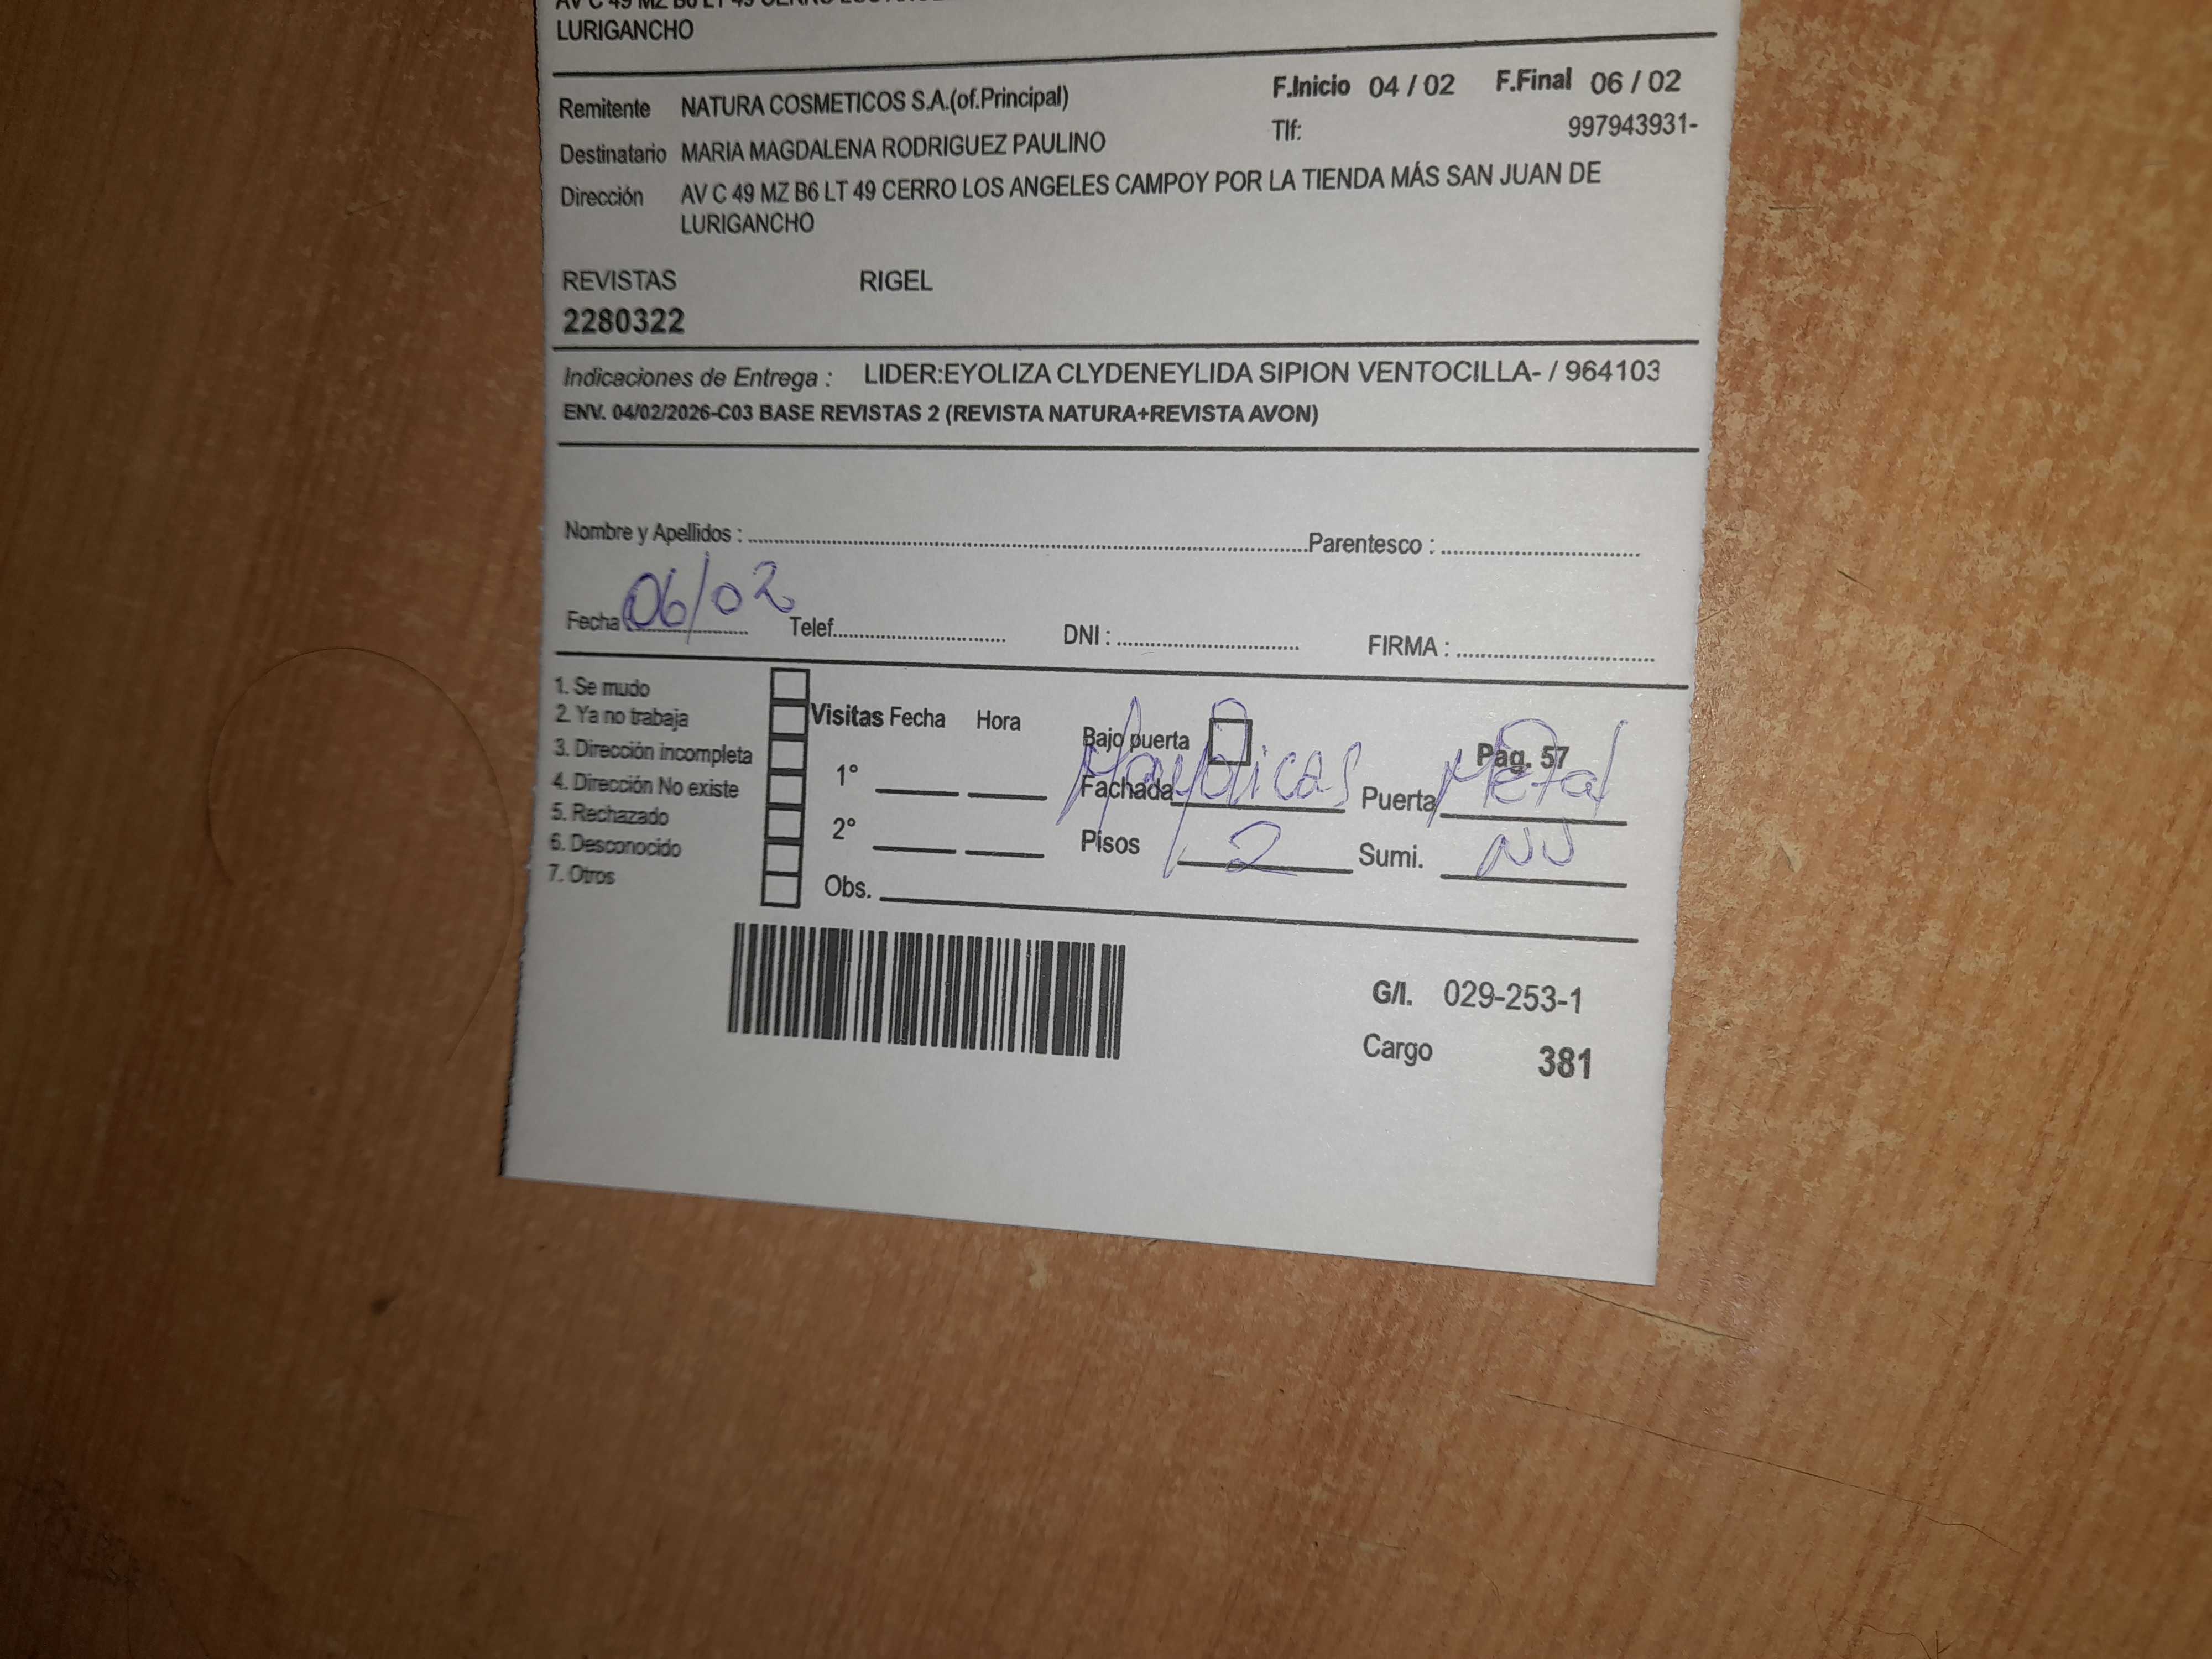 LURIGANCHO
Remitente NATURA COSMETICOS S.A.(of.Principal) F.Inicio 04 / 02 F.Final 06 / 02
Destinatario MARIA MAGDALENA RODRIGUEZ PAULINO Tlf: 997943931-
Dirección AV C 49 MZ B6 LT 49 CERRO LOS ANGELES CAMPOY POR LA TIENDA MÁS SAN JUAN DE
LURIGANCHO
REVISTAS RIGEL
2280322
Indicaciones de Entrega : LIDER:EYOLIZA CLYDENEYLIDA SIPION VENTOCILLA- / 964103
ENV. 04/02/2026-C03 BASE REVISTAS 2 (REVISTA NATURA+REVISTA AVON)
Nombre y Apellidos : Parentesco :
Fecha 06/02 Telef. DNI : FIRMA :
1. Se mudo
2. Ya no trabaja
3. Dirección incompleta
4. Dirección No existe
5. Rechazado
6. Desconocido
7. Otros
Visitas Fecha Hora
1°
2°
Obs.
Bajo puerta Pág. 57
Fachada Mayolicas Puerta Metal
Pisos 2 Sumi.
G/I. 029-253-1
Cargo 381